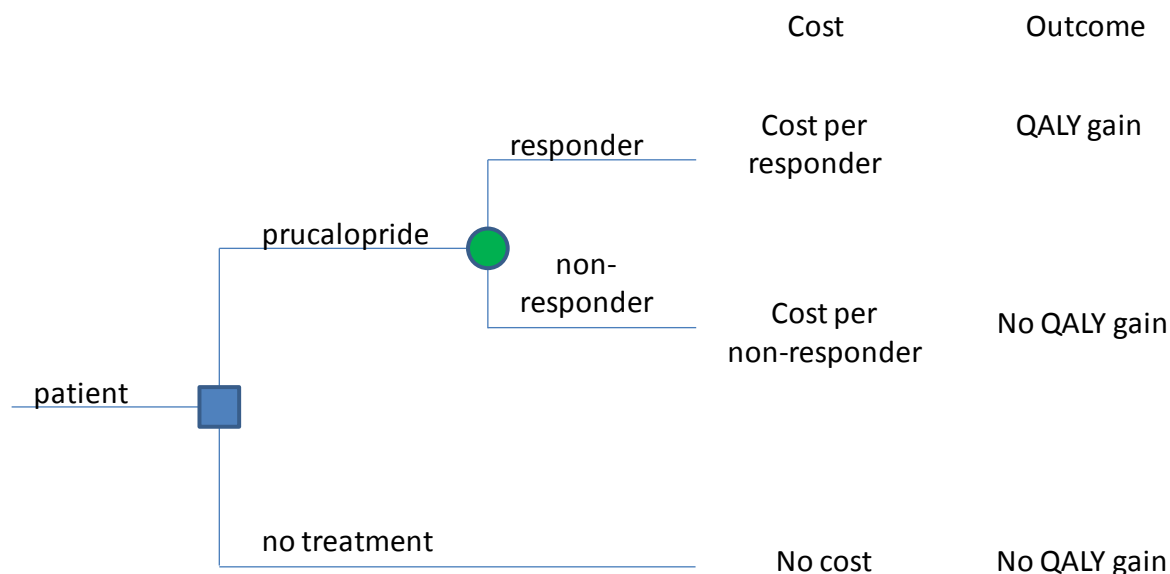 Cost Outcome
Cost per QALY gain
responder
responder
prucalopride
non-
responder
Cost per No QALY gain
non-responder
patient
no treatment
No cost No QALY gain